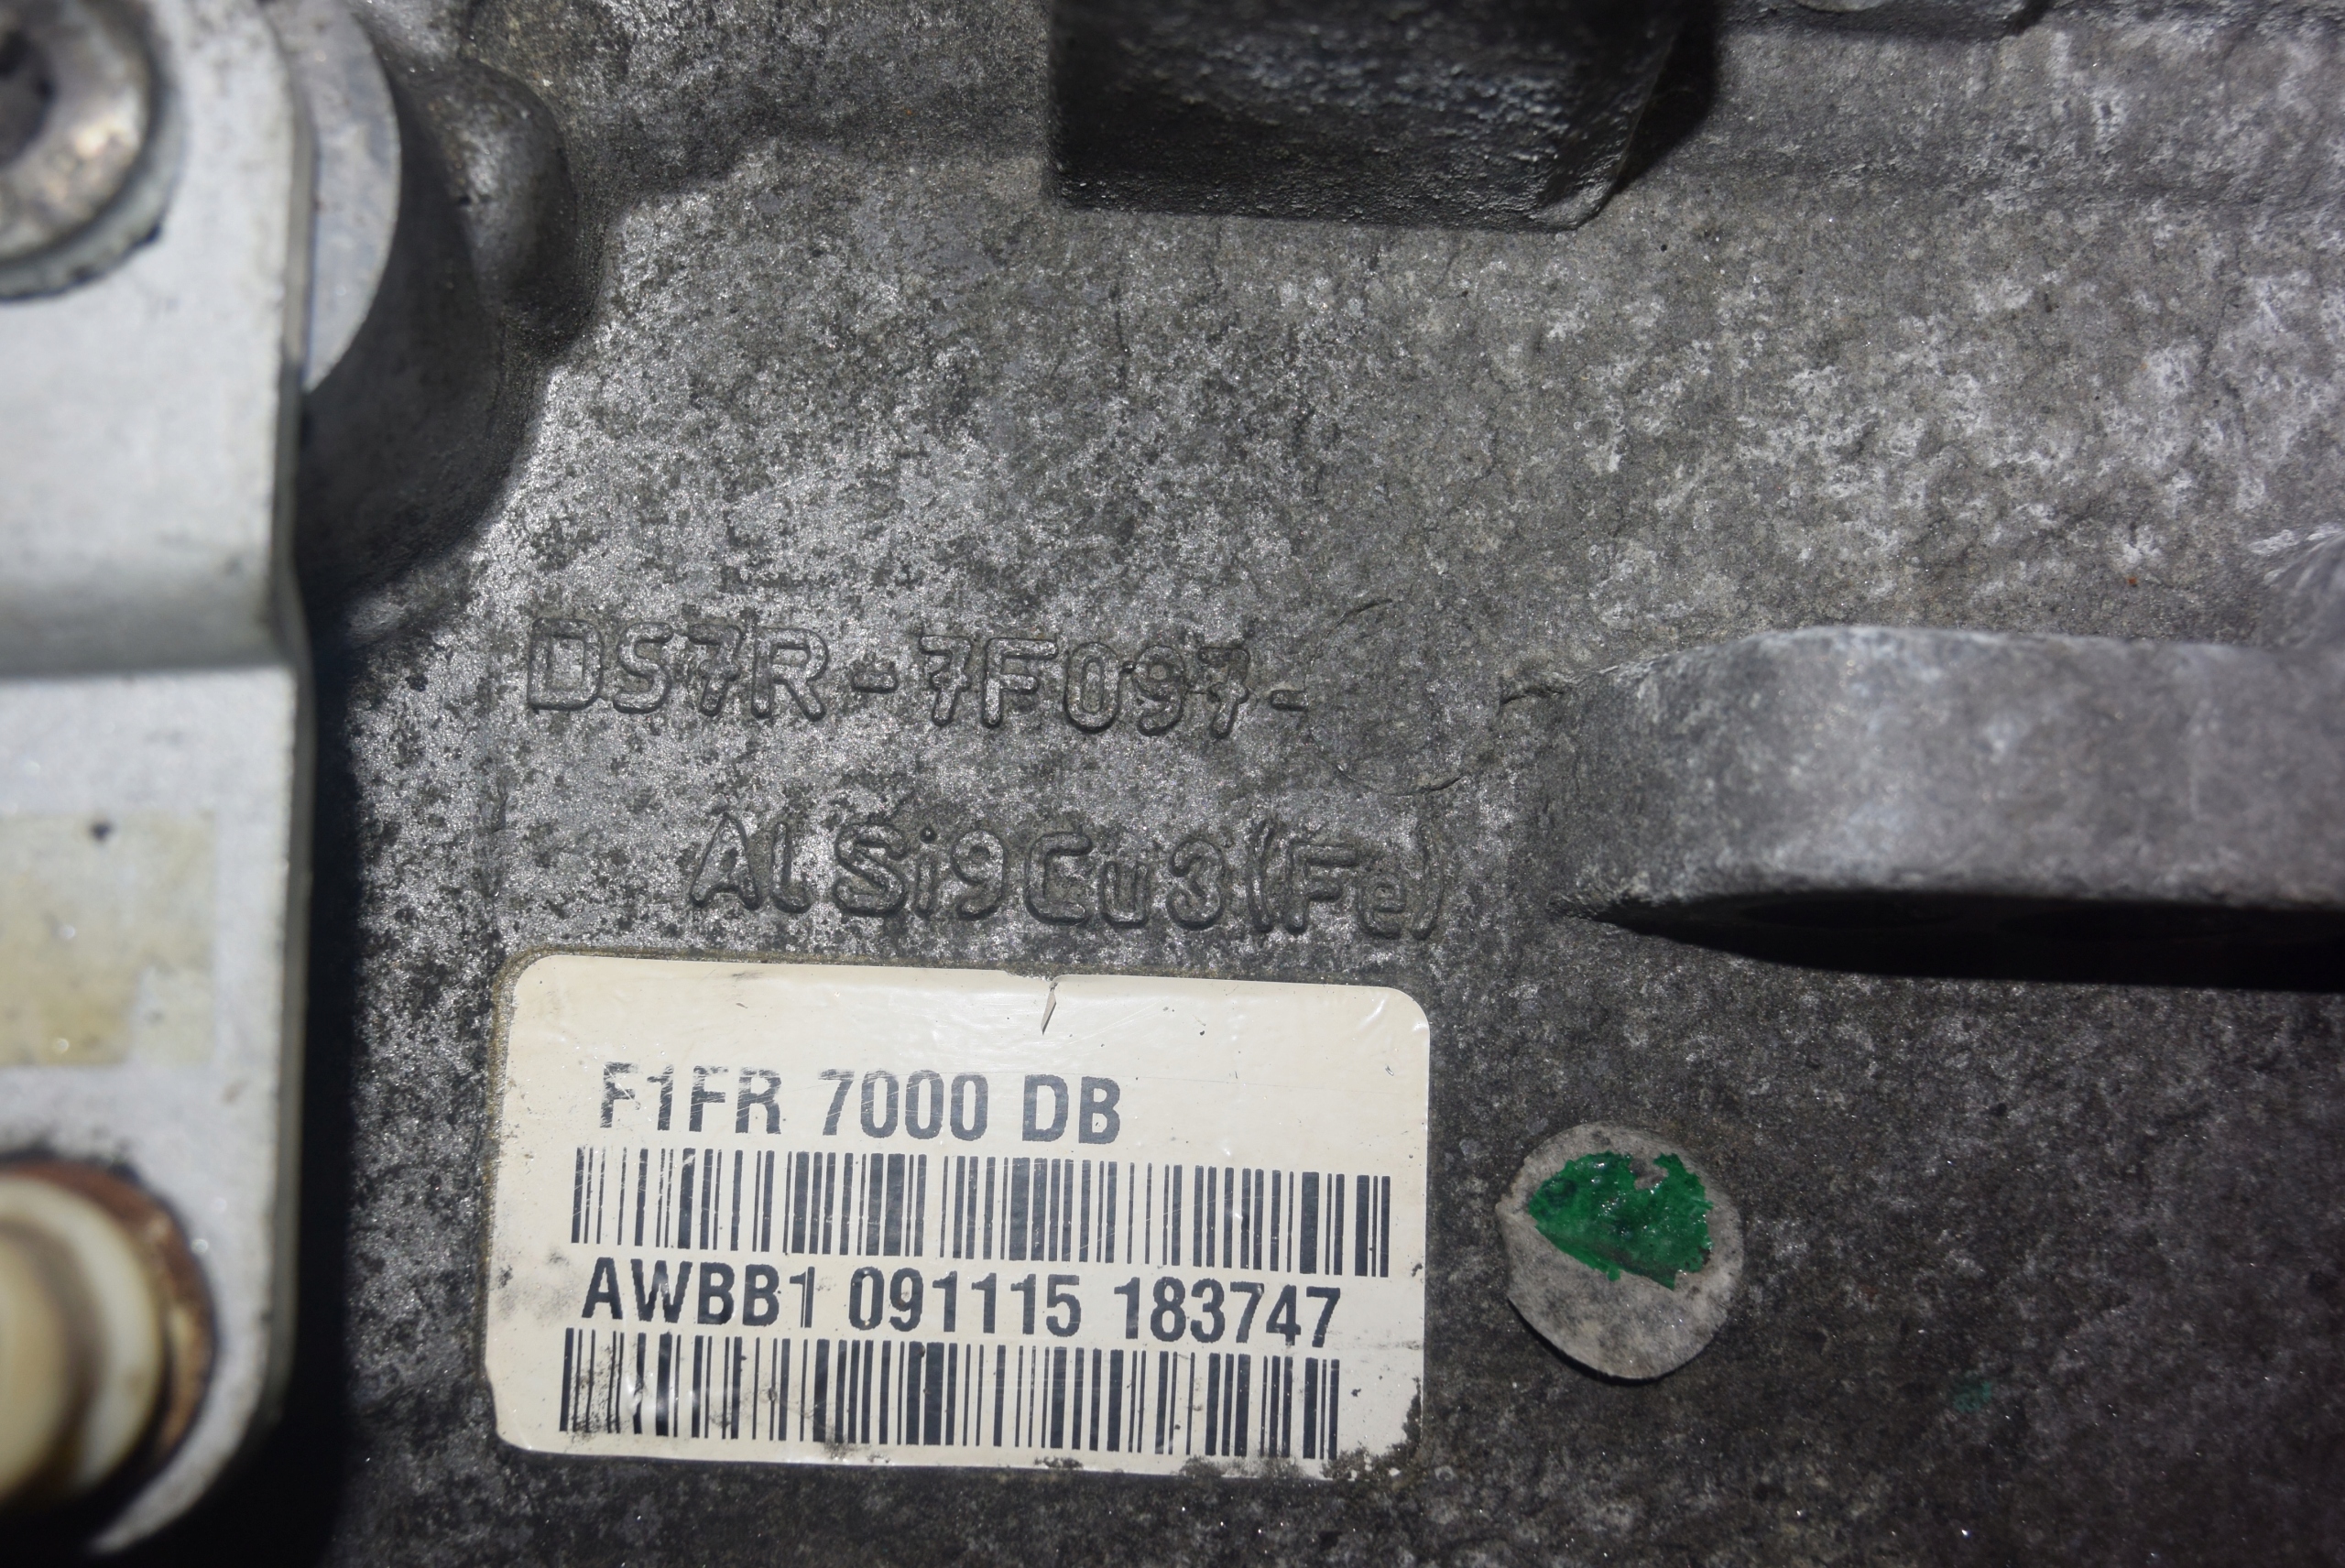 DS7R-7F097-
ALSi9Cu3(Fe)
F1FR 7000 DB
AWBB1 091115 183747